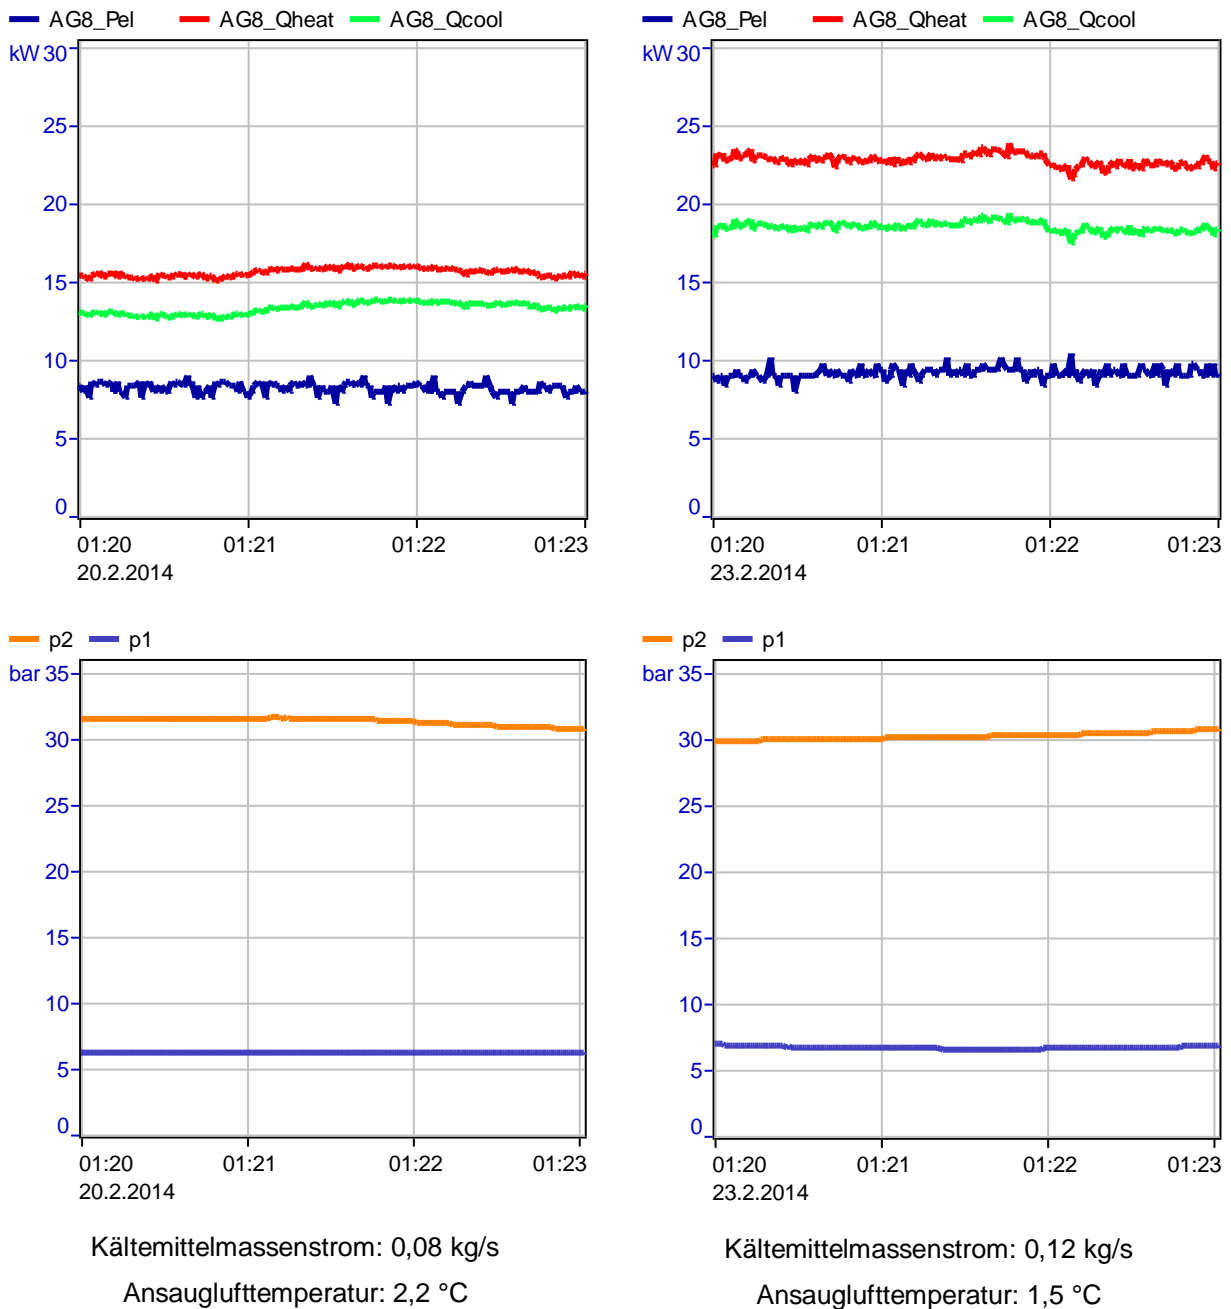 AG8_Pel AG8_Qheat AG8_Qcool
kW 30
25
20
15
10
5
0
01:20 01:21 01:22 01:23
20.2.2014
AG8_Pel AG8_Qheat AG8_Qcool
kW 30
25
20
15
10
5
0
01:20 01:21 01:22 01:23
23.2.2014
p2 p1
bar 35
30
25
20
15
10
5
0
01:20 01:21 01:22 01:23
20.2.2014
Kältemittelmassenstrom: 0,08 kg/s
Ansauglufttemperatur: 2,2 °C
p2 p1
bar 35
30
25
20
15
10
5
0
01:20 01:21 01:22 01:23
23.2.2014
Kältemittelmassenstrom: 0,12 kg/s
Ansauglufttemperatur: 1,5 °C